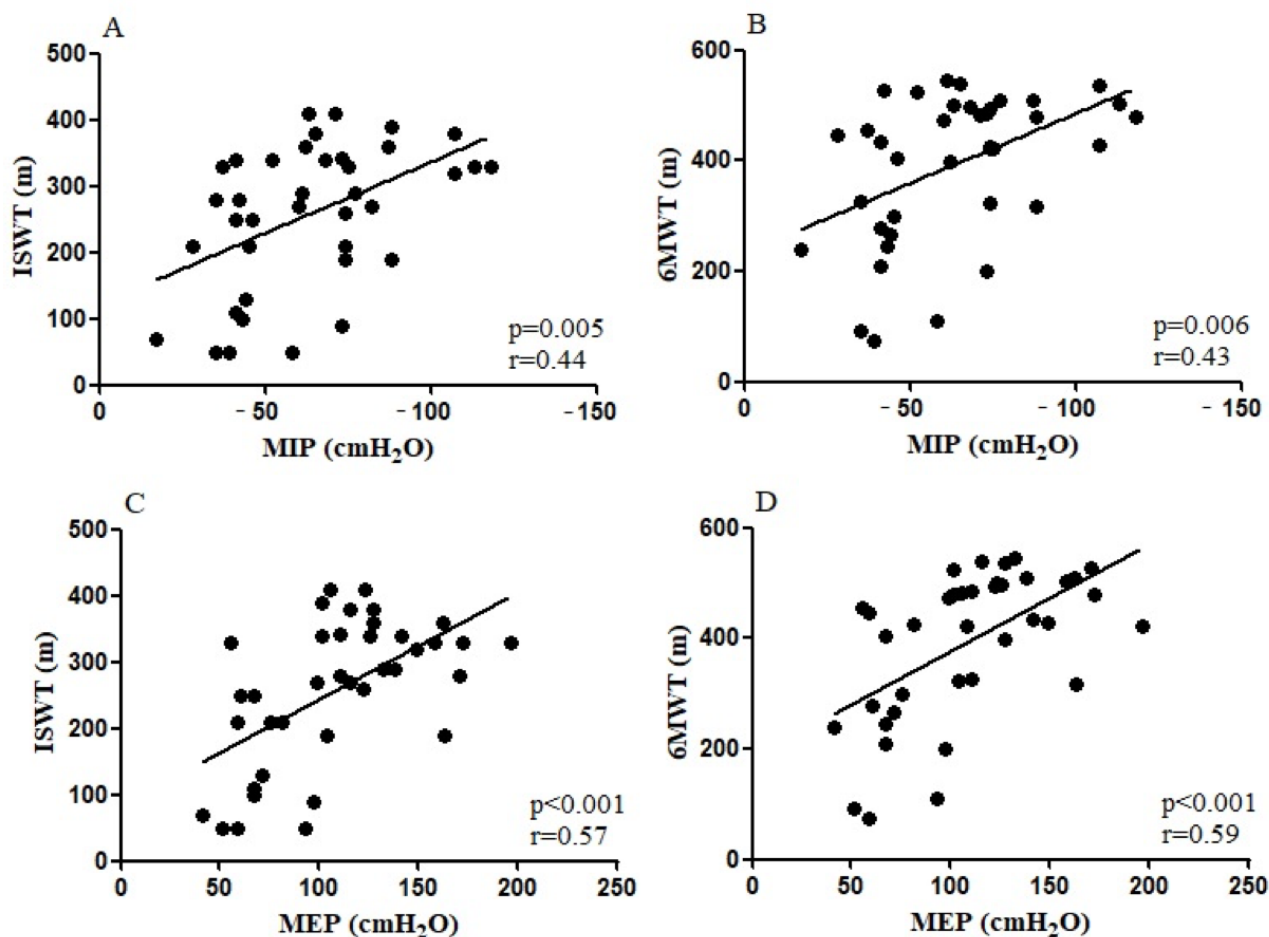 A
500
400
300
200
100
0
ISWT (m)
0
- 50
- 100
- 150
MIP (cmH₂O)
p=0.005
r=0.44
B
600
400
200
0
6MWT (m)
0
- 50
- 100
- 150
MIP (cmH₂O)
p=0.006
r=0.43
C
500
400
300
200
100
0
ISWT (m)
0
50
100
150
200
250
MEP (cmH₂O)
p<0.001
r=0.57
D
600
400
200
0
6MWT (m)
0
50
100
150
200
250
MEP (cmH₂O)
p<0.001
r=0.59